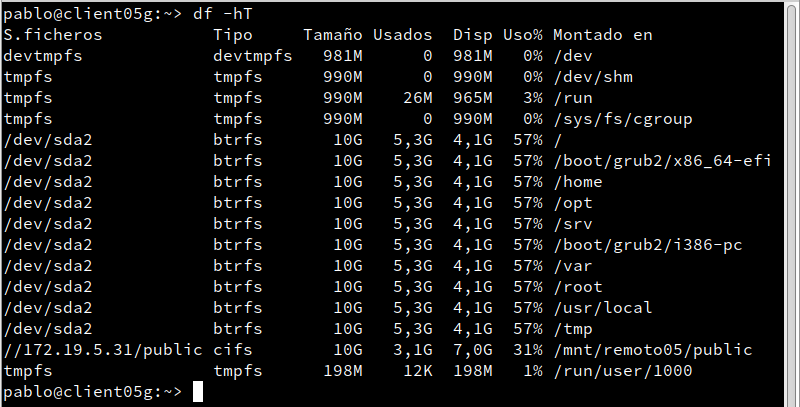 pablo@client05g:~> df -hT
S.ficheros Tipo Tamaño Usados Disp Uso% Montado en
devtmpfs devtmpfs 981M 0 981M 0% /dev
tmpfs tmpfs 990M 0 990M 0% /dev/shm
tmpfs tmpfs 990M 26M 965M 3% /run
tmpfs tmpfs 990M 0 990M 0% /sys/fs/cgroup
/dev/sda2 btrfs 10G 5,3G 4,1G 57% /
/dev/sda2 btrfs 10G 5,3G 4,1G 57% /boot/grub2/x86_64-efi
/dev/sda2 btrfs 10G 5,3G 4,1G 57% /home
/dev/sda2 btrfs 10G 5,3G 4,1G 57% /opt
/dev/sda2 btrfs 10G 5,3G 4,1G 57% /srv
/dev/sda2 btrfs 10G 5,3G 4,1G 57% /boot/grub2/i386-pc
/dev/sda2 btrfs 10G 5,3G 4,1G 57% /var
/dev/sda2 btrfs 10G 5,3G 4,1G 57% /root
/dev/sda2 btrfs 10G 5,3G 4,1G 57% /usr/local
/dev/sda2 btrfs 10G 5,3G 4,1G 57% /tmp
//172.19.5.31/public cifs 10G 3,1G 7,0G 31% /mnt/remoto05/public
tmpfs tmpfs 198M 12K 198M 1% /run/user/1000
pablo@client05g:~>